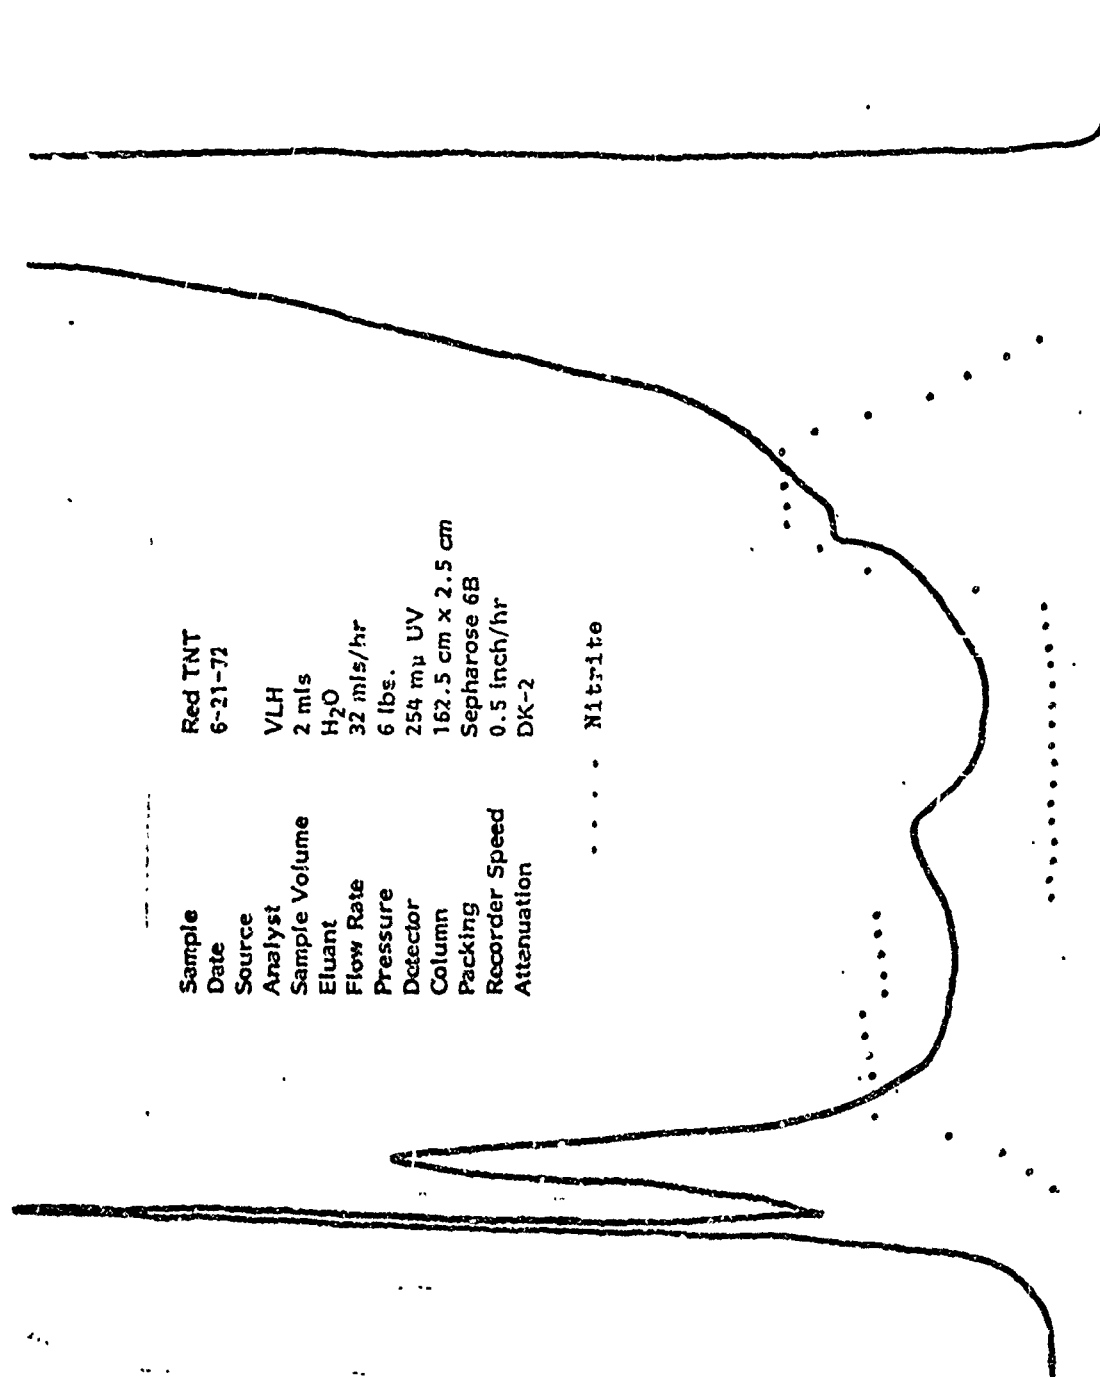 Sample Red TNT
Date 6-21-72
Source
Analyst VLH
Sample Volume 2 mls
Eluant H₂O
Flow Rate 32 mls/hr
Pressure 6 lbs.
Detector 254 mμ UV
Column 162.5 cm x 2.5 cm
Packing Sepharose 6B
Recorder Speed 0.5 inch/hr
Attenuation DK-2
. . . . Nitrite